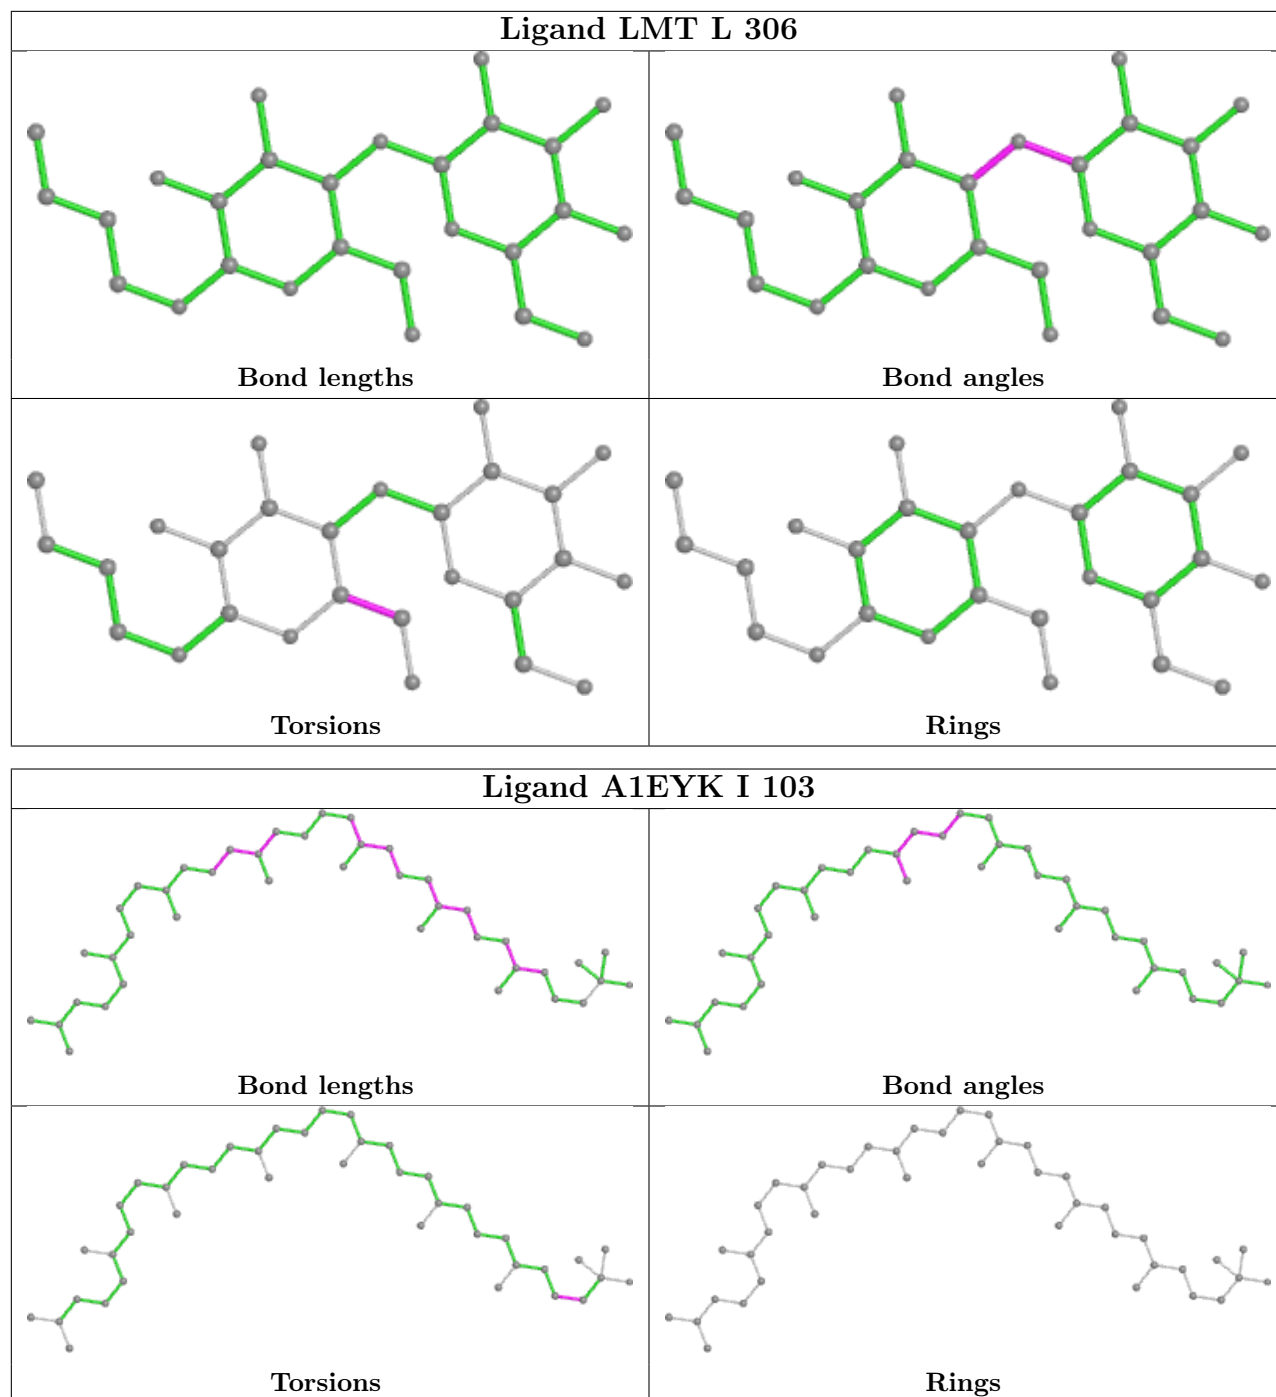 Ligand LMT L 306
Bond lengths
Bond angles
Torsions
Rings
Ligand A1EYK I 103
Bond lengths
Bond angles
Torsions
Rings